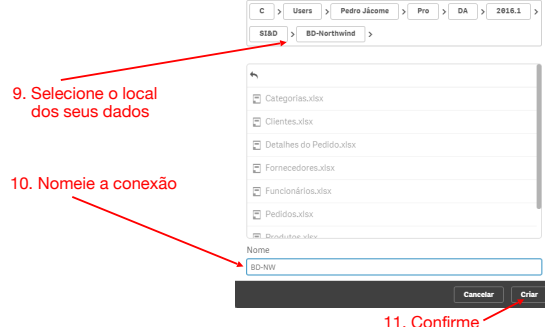 C > Users > Pedro Jácome > Pro > DA > 2016.1 >
SI&D > BD-Northwind >
9. Selecione o local
dos seus dados
Categorias.xlsx
Clientes.xlsx
Detalhes do Pedido.xlsx
Fornecedores.xlsx
Funcionários.xlsx
10. Nomeie a conexão
Pedidos.xlsx
Produtos.xlsx
Nome
BD-NW
Cancelar Criar
11. Confirme